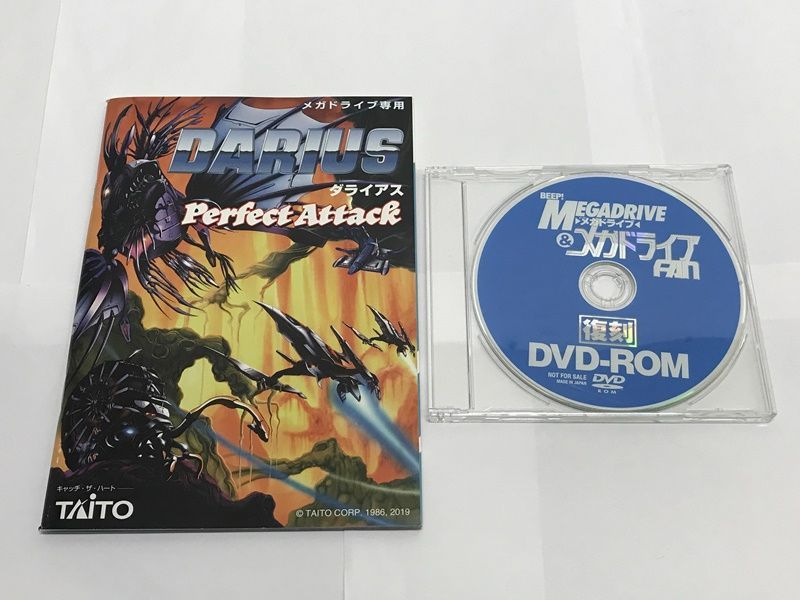 メガドライブ専用
DARIUS
ダライアス
Perfect Attack
キャッチ・ザ・ハート
TAITO
© TAITO CORP. 1986, 2019
BEEP!
MEGADRIVE
▶メガドライブ◀
&メガドライブ
FAN
復刻
DVD-ROM
NOT FOR SALE
MADE IN JAPAN
DVD
ROM